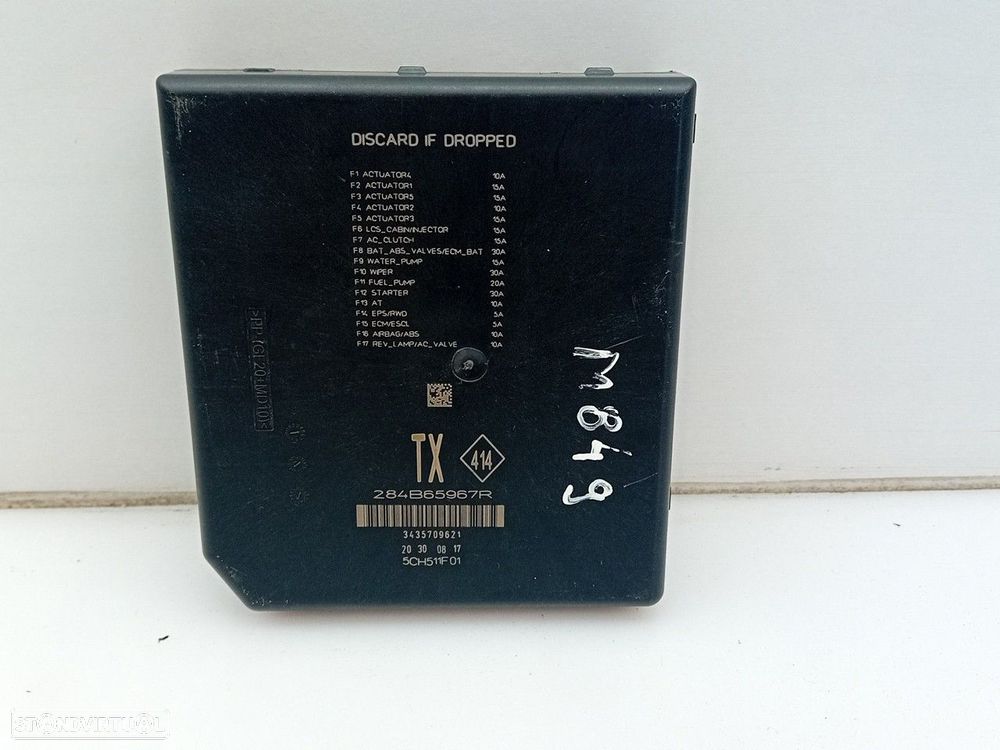 DISCARD IF DROPPED
F1 ACTUATOR4 10A
F2 ACTUATOR1 15A
F3 ACTUATOR5 15A
F4 ACTUATOR2 10A
F5 ACTUATOR3 15A
F6 LCS_CABIN/INJECTOR 15A
F7 AC_CLUTCH 15A
F8 BAT_ABS_VALVES/ECM_BAT 30A
F9 WATER_PUMP 15A
F10 WIPER 30A
F11 FUEL_PUMP 20A
F12 STARTER 30A
F13 AT 10A
F14 EPS/RWD 5A
F15 ECM/ESCL 5A
F16 AIRBAG/ABS 10A
F17 REV_LAMP/AC_VALVE 10A
TX 414
284B65967R
3435709621
20 30 08 17
5CH511F01
M849
STANDVIRTUAL